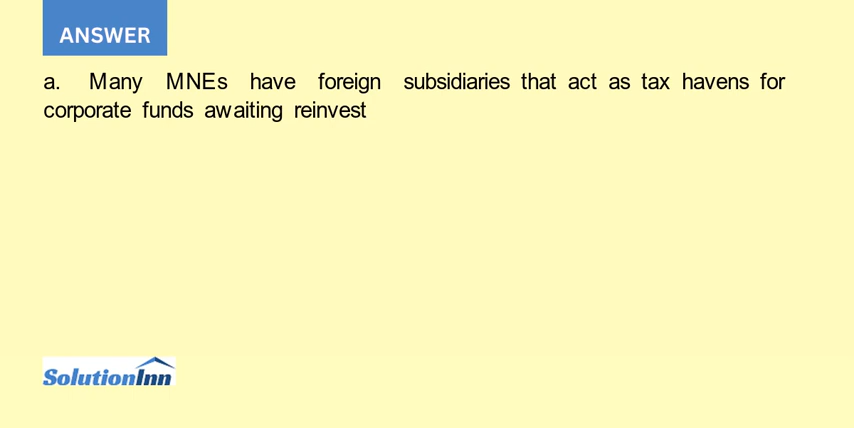 ANSWER
a. Many MNEs have foreign subsidiaries that act as tax havens for
corporate funds awaiting reinvest
SolutionInn